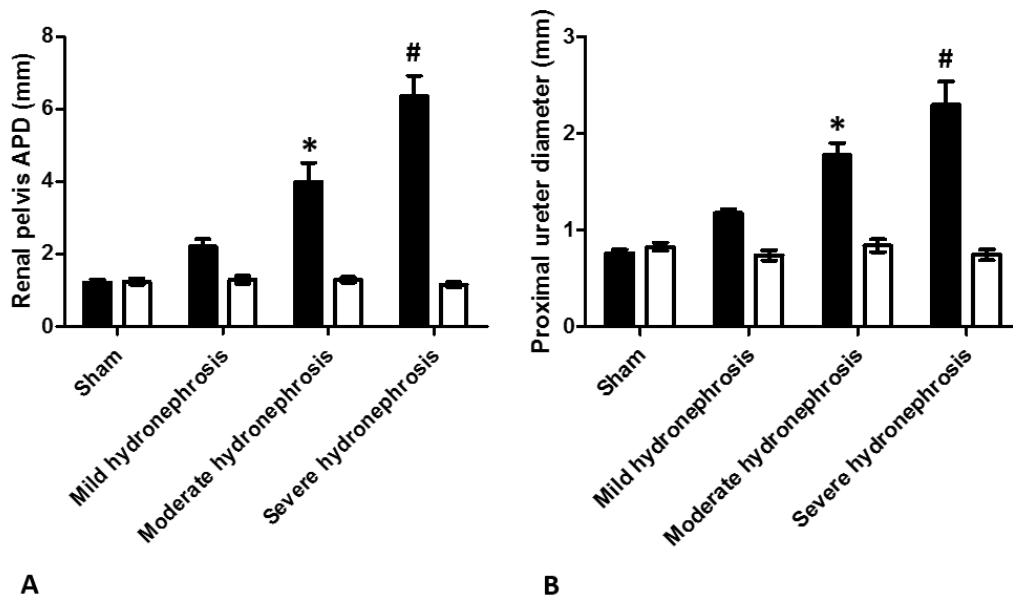 Renal pelvis APD (mm)
8
6
4
2
0
*
#
Sham
Mild hydronephrosis
Moderate hydronephrosis
Severe hydronephrosis
A
Proximal ureter diameter (mm)
3
2
1
0
*
#
Sham
Mild hydronephrosis
Moderate hydronephrosis
Severe hydronephrosis
B